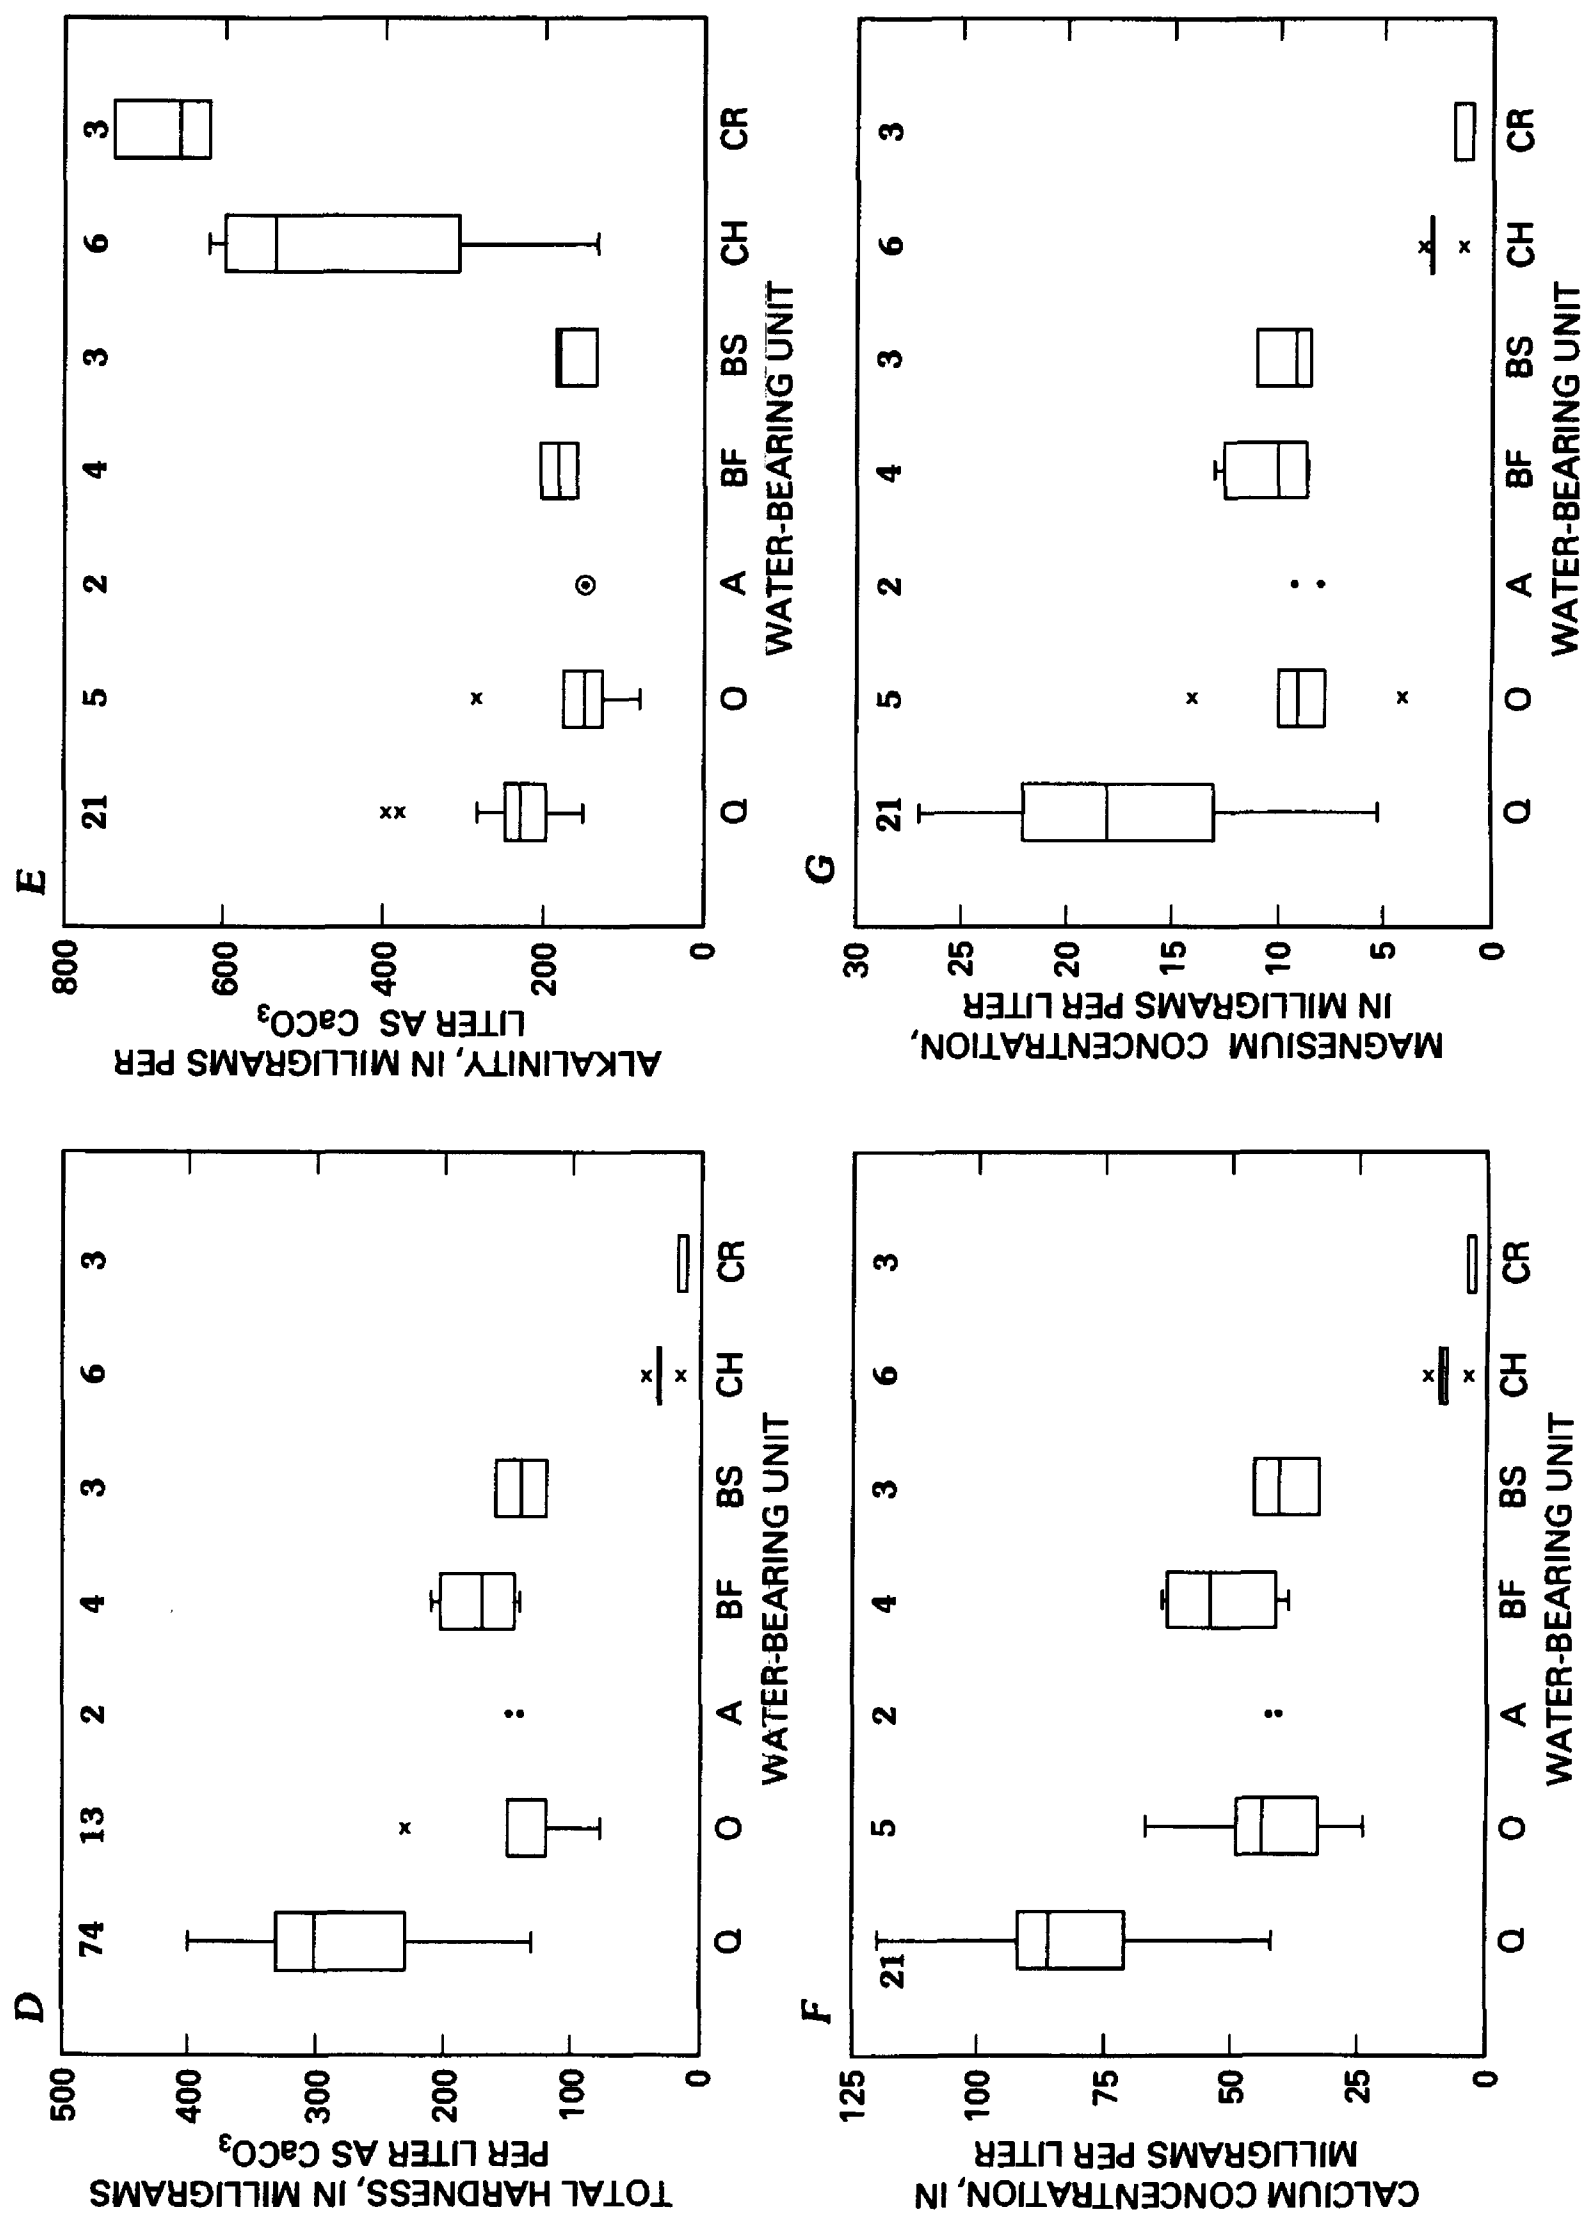 D
TOTAL HARDNESS, IN MILLIGRAMS
PER LITER AS CaCO₃
500
400
300
200
100
0
74 13 2 4 3 6 3
Q O A BF BS CH CR
WATER-BEARING UNIT
E
ALKALINITY, IN MILLIGRAMS PER
LITER AS CaCO₃
800
600
400
200
0
21 5 2 4 3 6 3
Q O A BF BS CH CR
WATER-BEARING UNIT
F
CALCIUM CONCENTRATION, IN
MILLIGRAMS PER LITER
125
100
75
50
25
0
21 5 2 4 3 6 3
Q O A BF BS CH CR
WATER-BEARING UNIT
G
MAGNESIUM CONCENTRATION,
IN MILLIGRAMS PER LITER
30
25
20
15
10
5
0
21 5 2 4 3 6 3
Q O A BF BS CH CR
WATER-BEARING UNIT